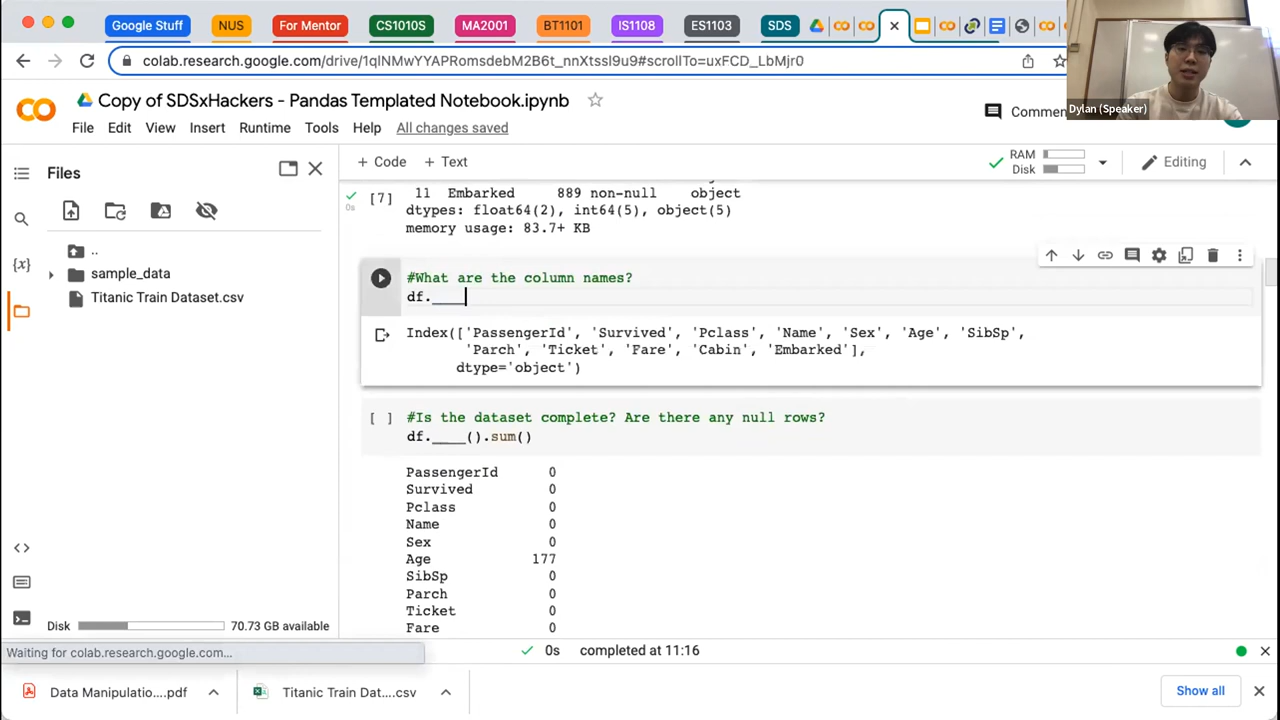 Google Stuff NUS For Mentor CS1010S MA2001 BT1101 IS1108 ES1103 SDS
colab.research.google.com/drive/1qlNMwYYAPRomsdebM2B6t_nnXtssl9u9#scrollTo=uxFCD_LbMjr0
Dylan (Speaker)
CO Copy of SDSxHackers - Pandas Templated Notebook.ipynb
Commen
File Edit View Insert Runtime Tools Help All changes saved
Files
+ Code + Text
RAM
Disk
Editing
..
sample_data
Titanic Train Dataset.csv
{x}
<>
Disk 70.73 GB available
[7] 11 Embarked 889 non-null object
0s
dtypes: float64(2), int64(5), object(5)
memory usage: 83.7+ KB
#What are the column names?
df.____
Index(['PassengerId', 'Survived', 'Pclass', 'Name', 'Sex', 'Age', 'SibSp',
'Parch', 'Ticket', 'Fare', 'Cabin', 'Embarked'],
dtype='object')
[ ] #Is the dataset complete? Are there any null rows?
df.____().sum()
PassengerId 0
Survived 0
Pclass 0
Name 0
Sex 0
Age 177
SibSp 0
Parch 0
Ticket 0
Fare 0
Waiting for colab.research.google.com...
0s completed at 11:16
Data Manipulatio....pdf
Titanic Train Dat....csv
Show all